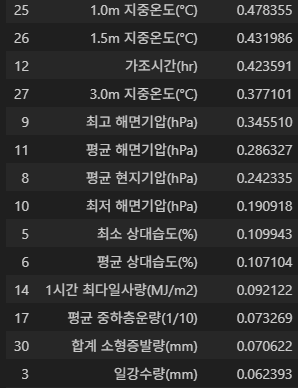 25 1.0m 지중온도(°C) 0.478355
26 1.5m 지중온도(°C) 0.431986
12 가조시간(hr) 0.423591
27 3.0m 지중온도(°C) 0.377101
9 최고 해면기압(hPa) 0.345510
11 평균 해면기압(hPa) 0.286327
8 평균 현지기압(hPa) 0.242335
10 최저 해면기압(hPa) 0.190918
5 최소 상대습도(%) 0.109943
6 평균 상대습도(%) 0.107104
14 1시간 최다일사량(MJ/m2) 0.092122
17 평균 중하층운량(1/10) 0.073269
30 합계 소형증발량(mm) 0.070622
3 일강수량(mm) 0.062393